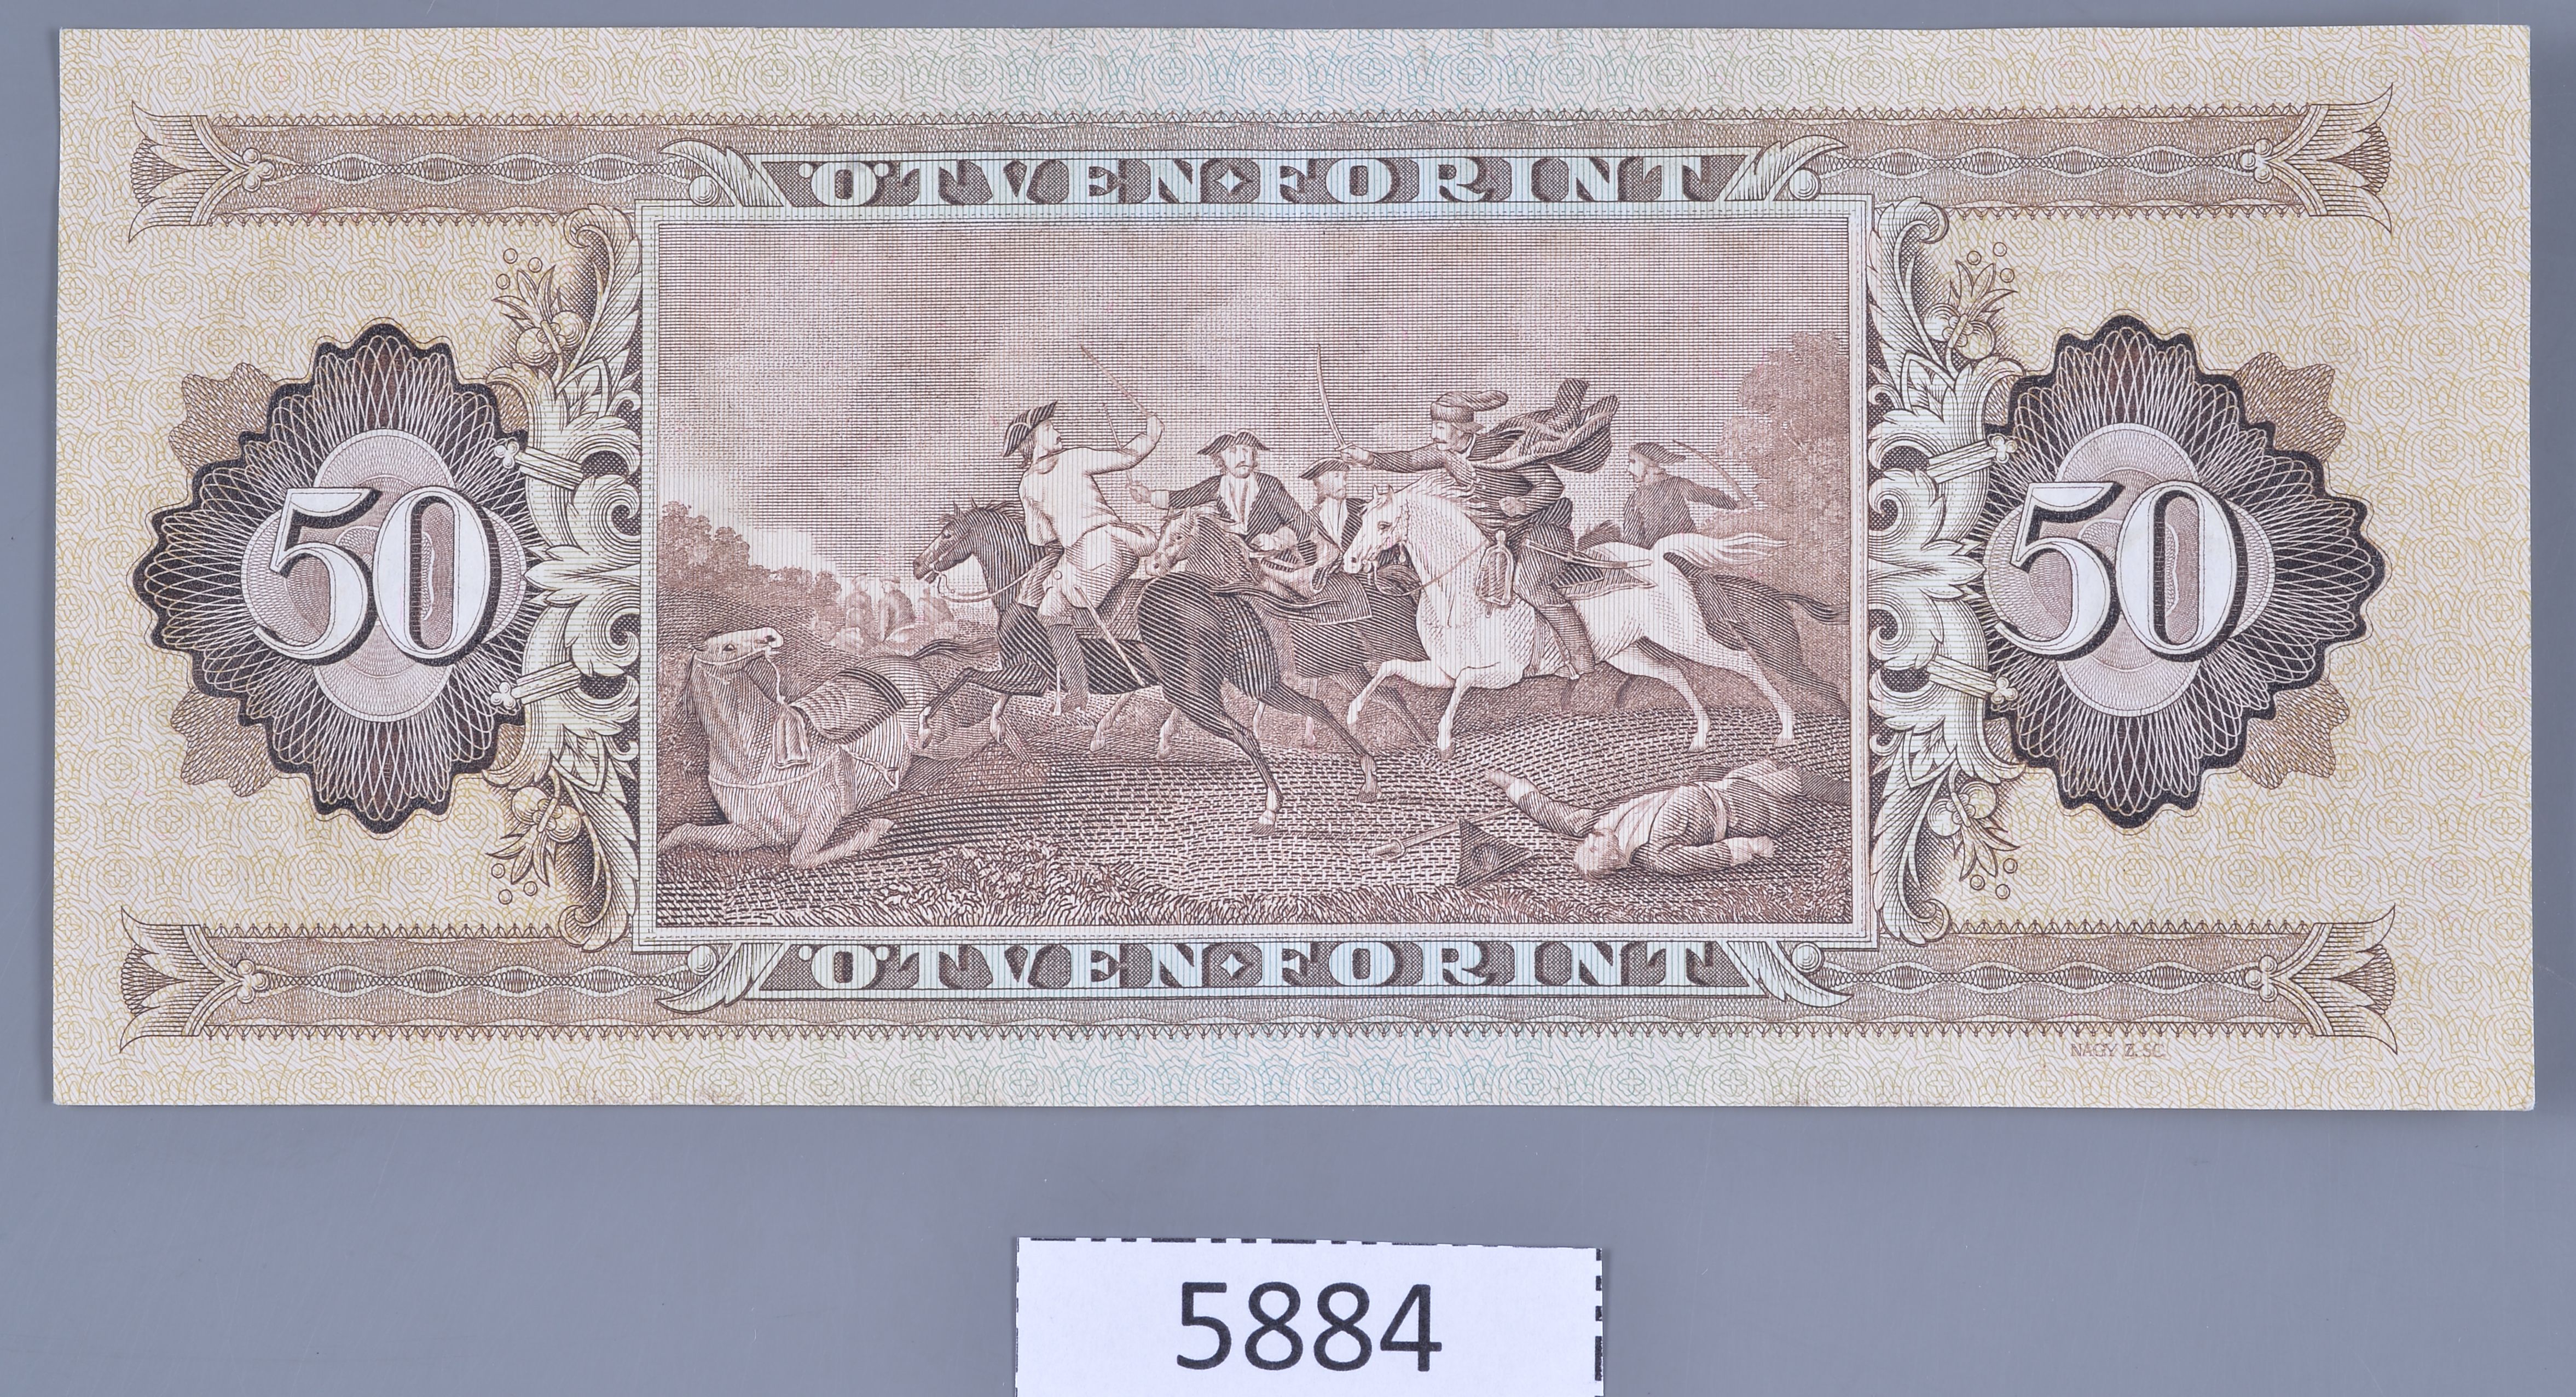 ÖTVEN FORINT
50
50
ÖTVEN FORINT
NAGY Z. SC.
5884